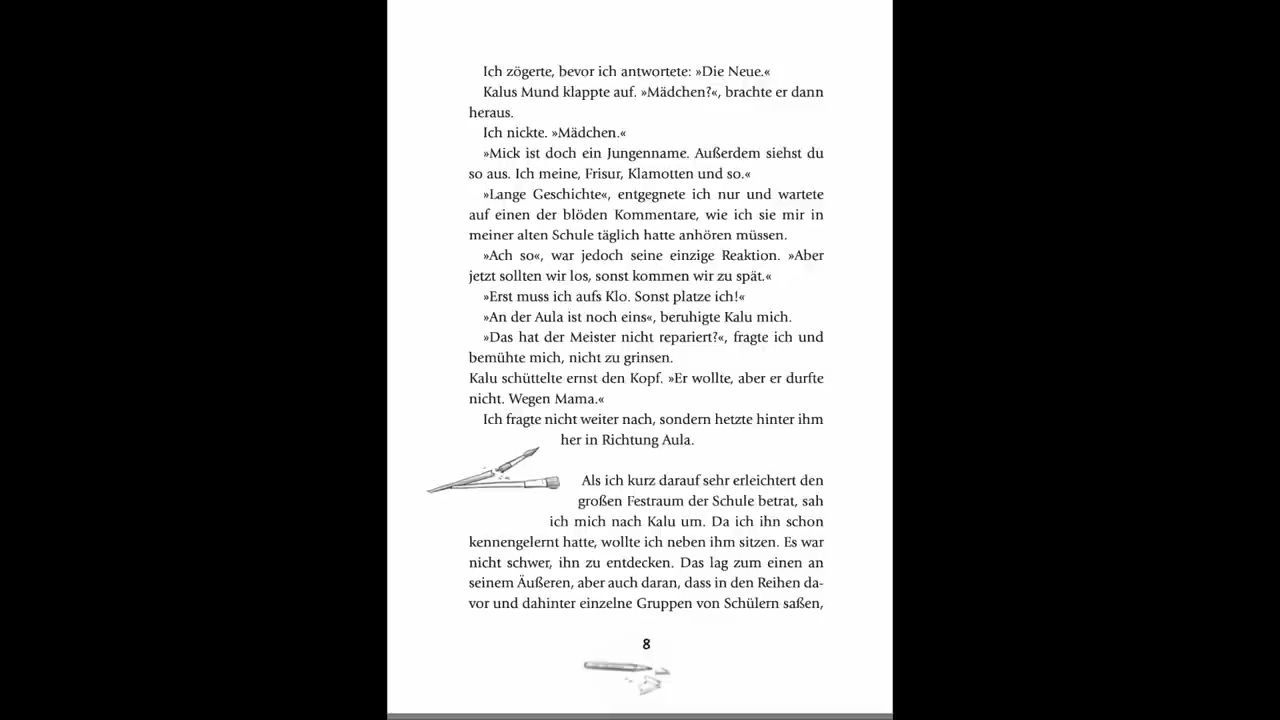 Ich zögerte, bevor ich antwortete: »Die Neue.«
Kalus Mund klappte auf. »Mädchen?«, brachte er dann
heraus.
Ich nickte. »Mädchen.«
»Mick ist doch ein Jungenname. Außerdem siehst du
so aus. Ich meine, Frisur, Klamotten und so.«
»Lange Geschichte«, entgegnete ich nur und wartete
auf einen der blöden Kommentare, wie ich sie mir in
meiner alten Schule täglich hatte anhören müssen.
»Ach so«, war jedoch seine einzige Reaktion. »Aber
jetzt sollten wir los, sonst kommen wir zu spät.«
»Erst muss ich aufs Klo. Sonst platze ich!«
»An der Aula ist noch eins«, beruhigte Kalu mich.
»Das hat der Meister nicht repariert?«, fragte ich und
bemühte mich, nicht zu grinsen.
Kalu schüttelte ernst den Kopf. »Er wollte, aber er durfte
nicht. Wegen Mama.«
Ich fragte nicht weiter nach, sondern hetzte hinter ihm
her in Richtung Aula.
Als ich kurz darauf sehr erleichtert den
großen Festraum der Schule betrat, sah
ich mich nach Kalu um. Da ich ihn schon
kennengelernt hatte, wollte ich neben ihm sitzen. Es war
nicht schwer, ihn zu entdecken. Das lag zum einen an
seinem Äußeren, aber auch daran, dass in den Reihen da-
vor und dahinter einzelne Gruppen von Schülern saßen,
8